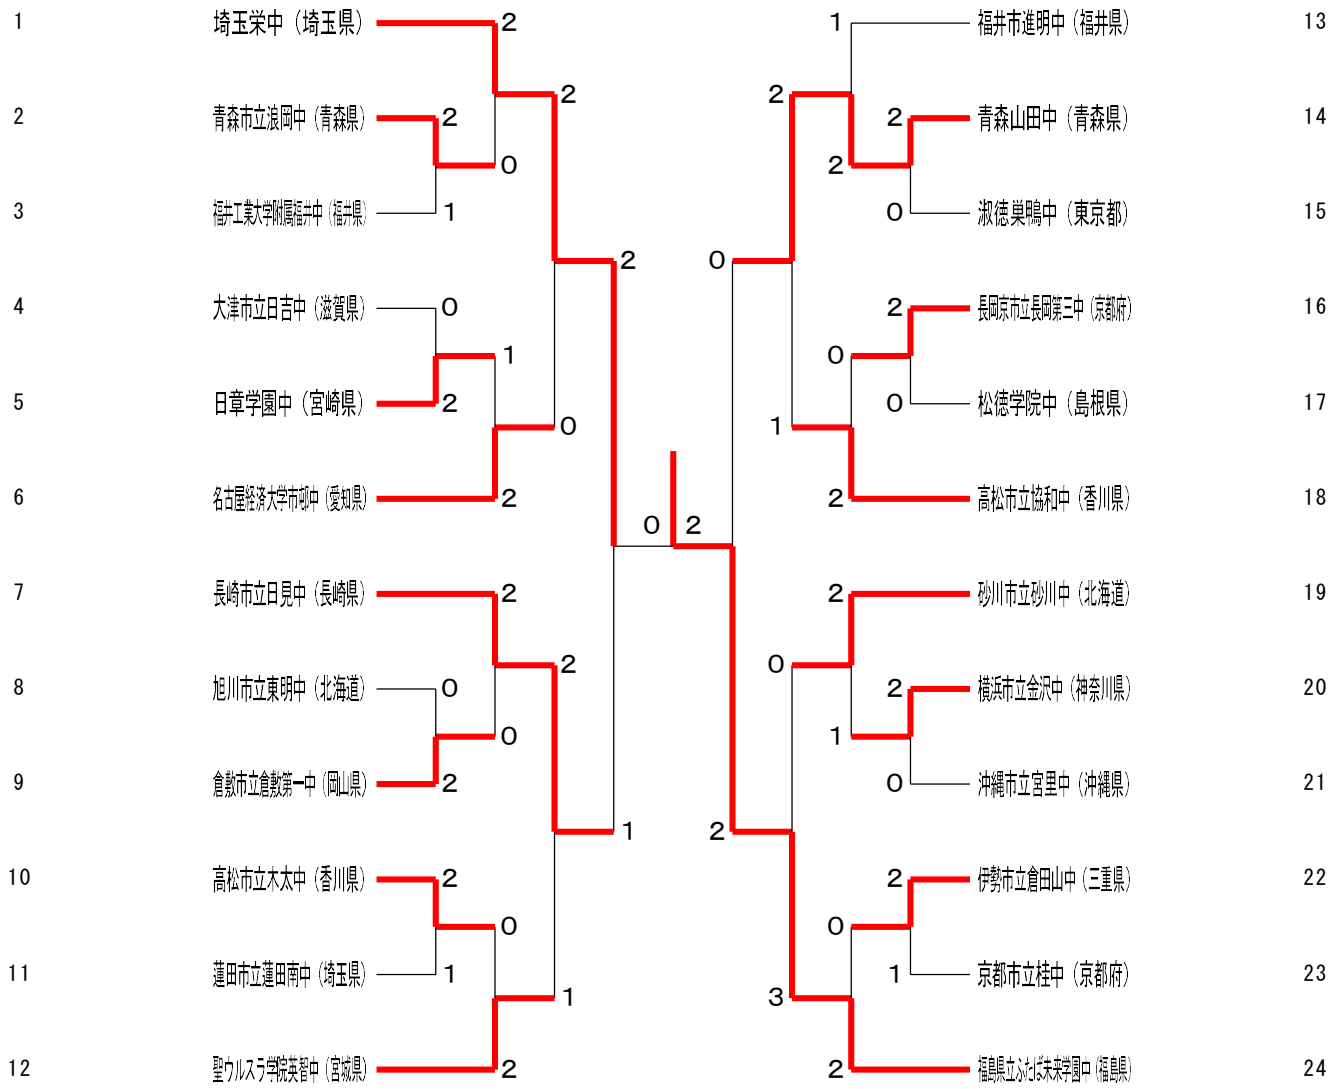 1 埼玉栄中（埼玉県） 2 1 福井市進明中（福井県） 13
2 2
2 青森市立浪岡中（青森県） 2 2 青森山田中（青森県） 14
0 2
3 福井工業大学附属福井中（福井県） 1 0 淑徳巣鴨中（東京都） 15
2 0
4 大津市立日吉中（滋賀県） 0 2 長岡京市立長岡第三中（京都府） 16
1 0
5 日章学園中（宮崎県） 2 0 松徳学院中（島根県） 17
0 1
6 名古屋経済大学市邨中（愛知県） 2 2 高松市立協和中（香川県） 18
0 2
7 長崎市立日見中（長崎県） 2 2 砂川市立砂川中（北海道） 19
2 0
8 旭川市立東明中（北海道） 0 2 横浜市立金沢中（神奈川県） 20
0 1
9 倉敷市立倉敷第一中（岡山県） 2 0 沖縄市立宮里中（沖縄県） 21
1 2
10 高松市立木太中（香川県） 2 2 伊勢市立倉田山中（三重県） 22
0 0
11 蓮田市立蓮田南中（埼玉県） 1 1 京都市立桂中（京都府） 23
1 3
12 聖ウルスラ学院英智中（宮城県） 2 2 福島県立ふたば未来学園中（福島県） 24